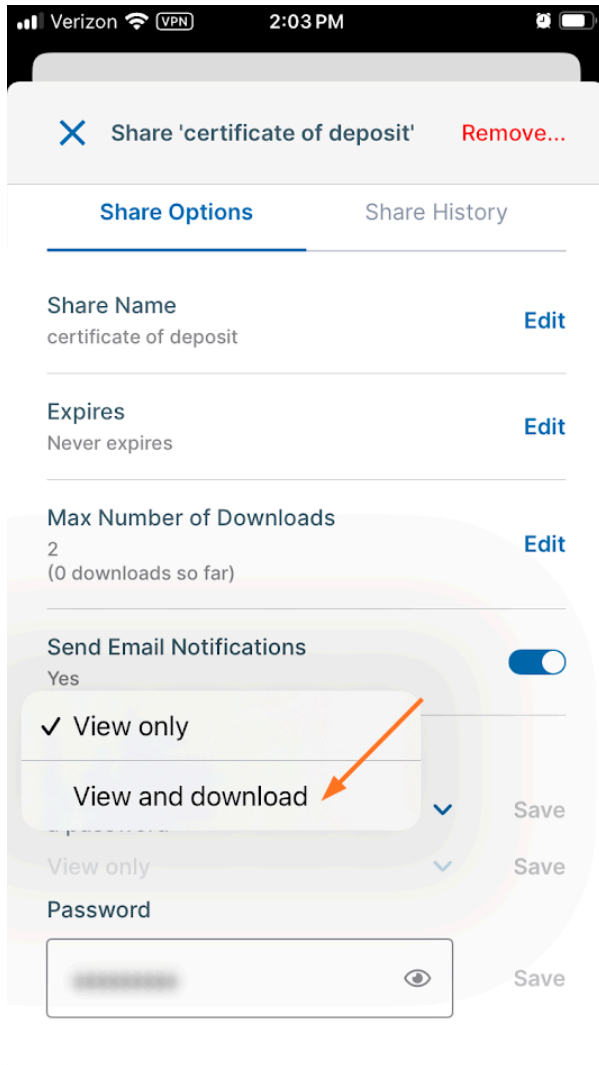 Verizon VPN 2:03 PM
Share 'certificate of deposit' Remove...
Share Options Share History
Share Name
Edit
certificate of deposit
Expires
Edit
Never expires
Max Number of Downloads
2
Edit
(0 downloads so far)
Send Email Notifications
Yes
✓ View only
View and download
Save
a password
View only Save
Password
Save